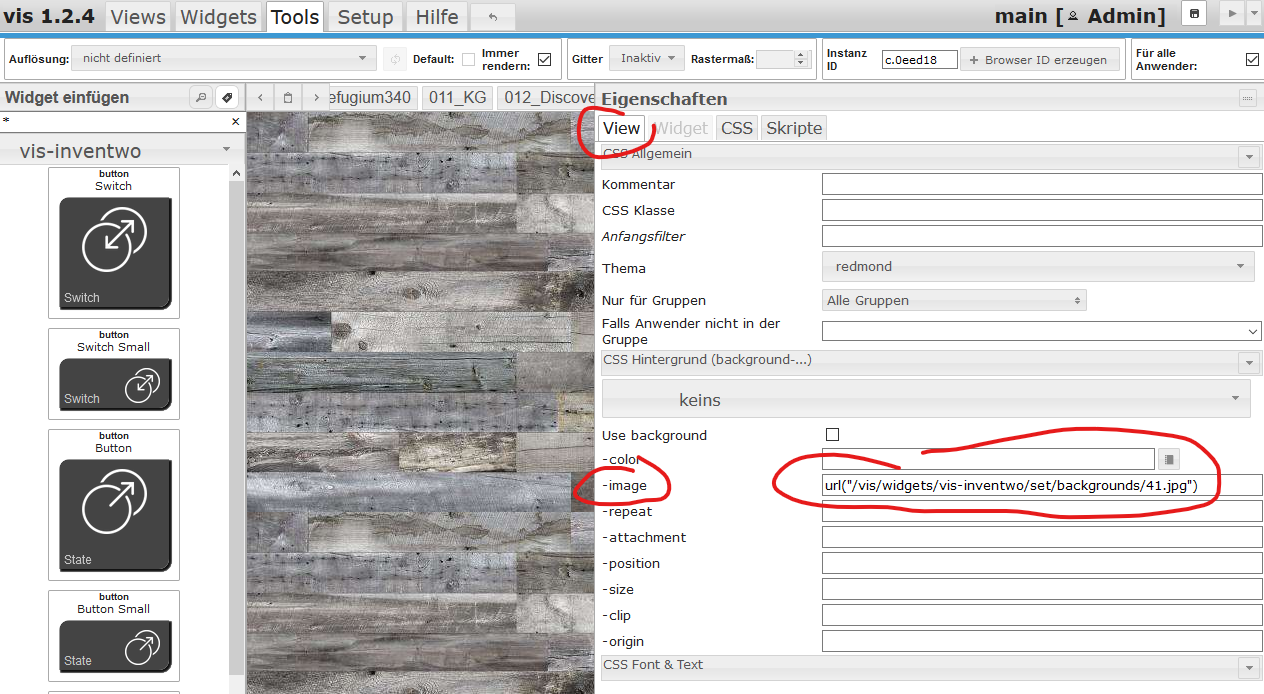 vis 1.2.4 Views Widgets Tools Setup Hilfe main [ Admin]
Auflösung: nicht definiert Default: Immer rendern: Gitter Inaktiv Rastermaß: Instanz ID c.0eed18 + Browser ID erzeugen Für alle Anwender:
Widget einfügen
efugium340 011_KG 012_Discove
*
x
vis-inventwo
button
Switch
Switch
button
Switch Small
Switch
button
Button
State
button
Button Small
State
Eigenschaften
View Widget CSS Skripte
CSS Allgemein
Kommentar
CSS Klasse
Anfangsfilter
Thema redmond
Nur für Gruppen Alle Gruppen
Falls Anwender nicht in der
Gruppe
CSS Hintergrund (background-...)
keins
Use background
-color
-image url("/vis/widgets/vis-inventwo/set/backgrounds/41.jpg")
-repeat
-attachment
-position
-size
-clip
-origin
CSS Font & Text